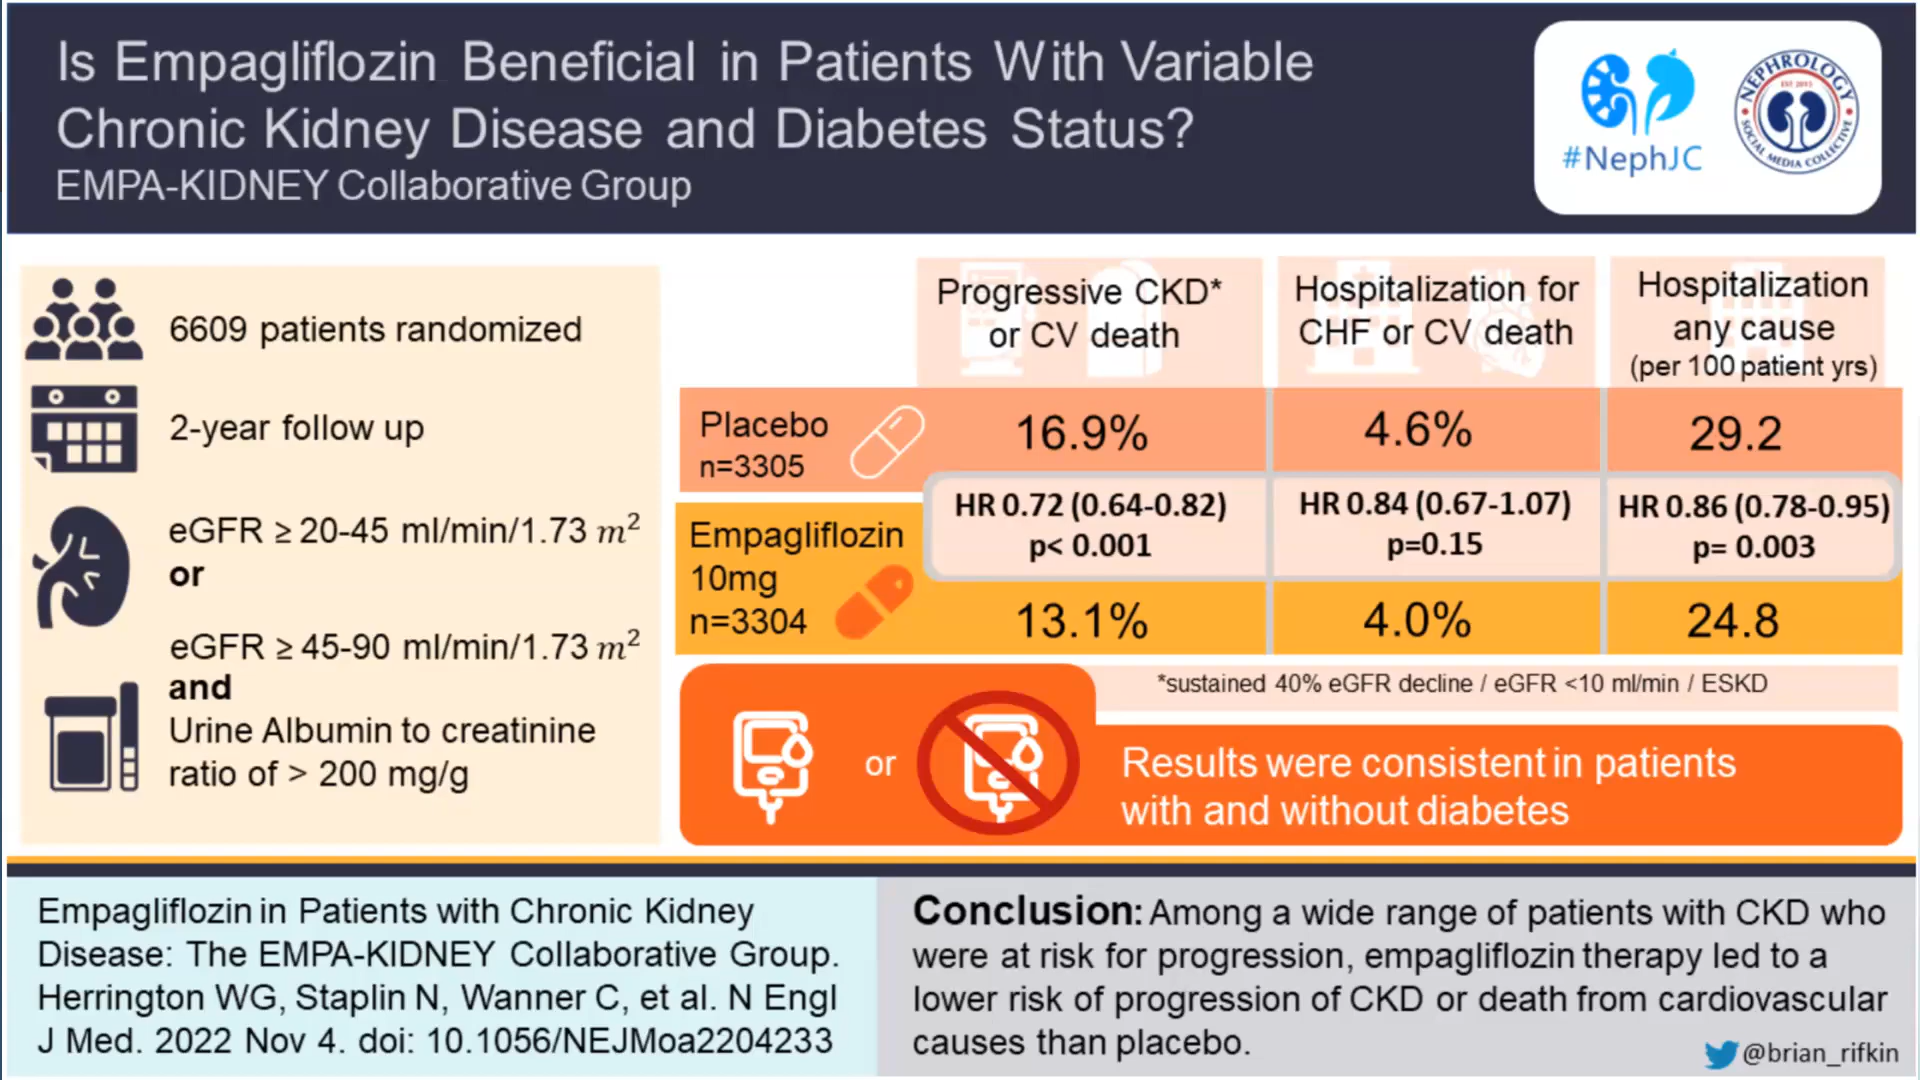 Is Empagliflozin Beneficial in Patients With Variable
Chronic Kidney Disease and Diabetes Status?
EMPA-KIDNEY Collaborative Group
#NephJC
NEPHROLOGY
EST 2015
SOCIAL MEDIA COLLECTIVE
6609 patients randomized
2-year follow up
eGFR ≥ 20-45 ml/min/1.73 m²
or
eGFR ≥ 45-90 ml/min/1.73 m²
and
Urine Albumin to creatinine
ratio of > 200 mg/g
Progressive CKD*
or CV death
Hospitalization for
CHF or CV death
Hospitalization
any cause
(per 100 patient yrs)
Placebo
n=3305
16.9%
4.6%
29.2
HR 0.72 (0.64-0.82)
p< 0.001
HR 0.84 (0.67-1.07)
p=0.15
HR 0.86 (0.78-0.95)
p= 0.003
Empagliflozin
10mg
n=3304
13.1%
4.0%
24.8
*sustained 40% eGFR decline / eGFR <10 ml/min / ESKD
or
Results were consistent in patients
with and without diabetes
Empagliflozin in Patients with Chronic Kidney
Disease: The EMPA-KIDNEY Collaborative Group.
Herrington WG, Staplin N, Wanner C, et al. N Engl
J Med. 2022 Nov 4. doi: 10.1056/NEJMoa2204233
Conclusion: Among a wide range of patients with CKD who
were at risk for progression, empagliflozin therapy led to a
lower risk of progression of CKD or death from cardiovascular
causes than placebo.
@brian_rifkin